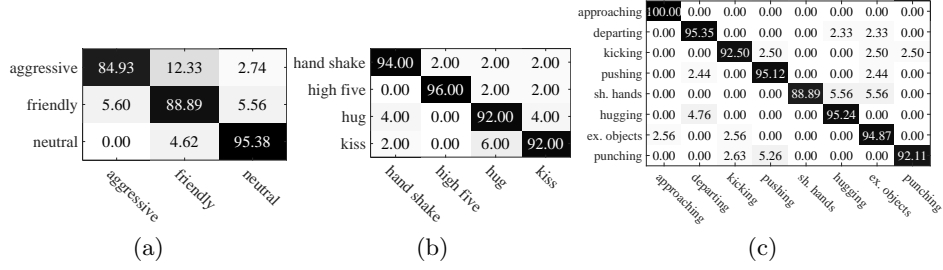 aggressive 84.93 12.33 2.74
friendly 5.60 88.89 5.56
neutral 0.00 4.62 95.38
aggressive friendly neutral
(a)
hand shake 94.00 2.00 2.00 2.00
high five 0.00 96.00 2.00 2.00
hug 4.00 0.00 92.00 4.00
kiss 2.00 0.00 6.00 92.00
hand shake high five hug kiss
(b)
approaching 100.00 0.00 0.00 0.00 0.00 0.00 0.00 0.00
departing 0.00 95.35 0.00 0.00 0.00 2.33 2.33 0.00
kicking 0.00 0.00 92.50 2.50 0.00 0.00 2.50 2.50
pushing 0.00 2.44 0.00 95.12 0.00 0.00 2.44 0.00
sh. hands 0.00 0.00 0.00 0.00 88.89 5.56 5.56 0.00
hugging 0.00 4.76 0.00 0.00 0.00 95.24 0.00 0.00
ex. objects 2.56 0.00 2.56 0.00 0.00 0.00 94.87 0.00
punching 0.00 0.00 2.63 5.26 0.00 0.00 0.00 92.11
approaching departing kicking pushing sh. hands hugging ex. objects punching
(c)